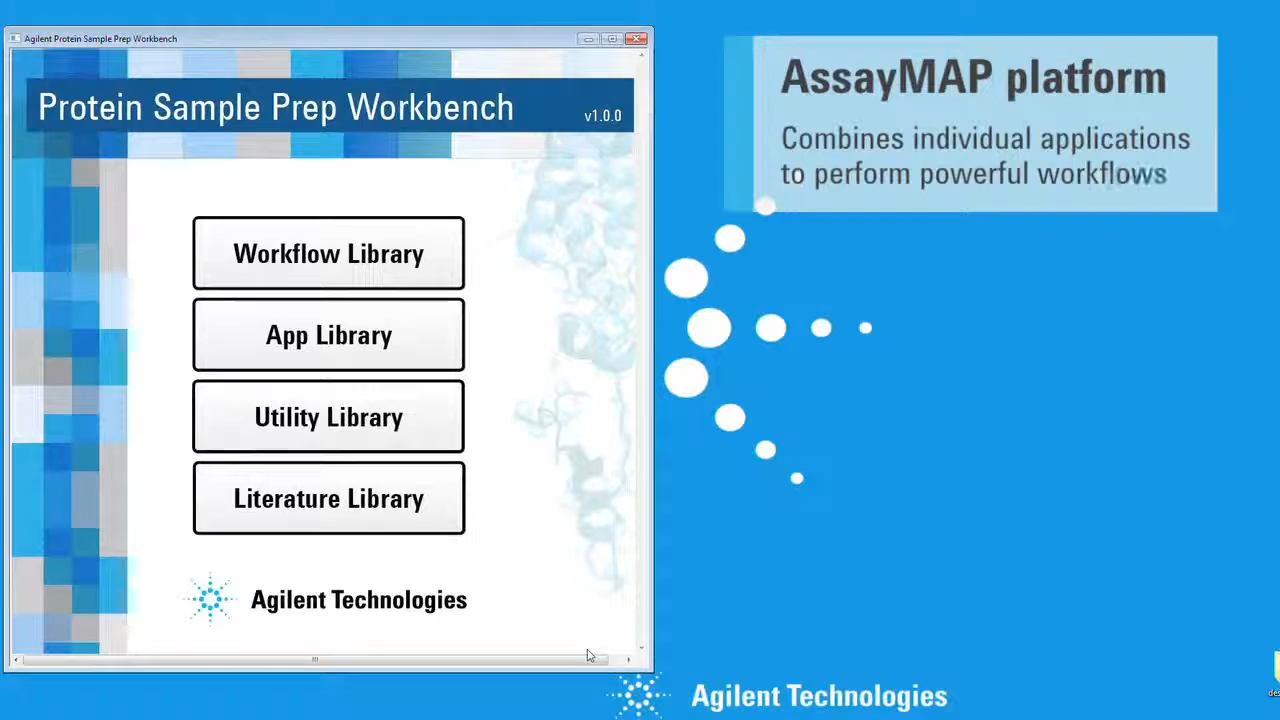 Agilent Protein Sample Prep Workbench
Protein Sample Prep Workbench
v1.0.0
Workflow Library
App Library
Utility Library
Literature Library
Agilent Technologies
AssayMAP platform
Combines individual applications
to perform powerful workflows
Agilent Technologies